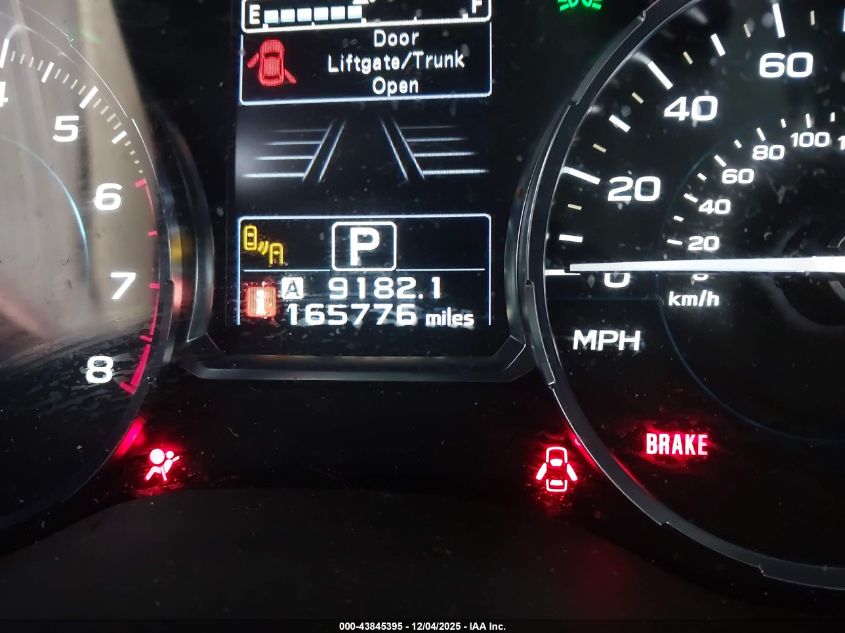 E F
Door
Liftgate/Trunk
Open
P
A 9182.1
165776 miles
5
6
7
8
60
40
20
0
100
80
60
40
20
km/h
MPH
BRAKE
000-43845395 - 12/04/2025 - IAA Inc.